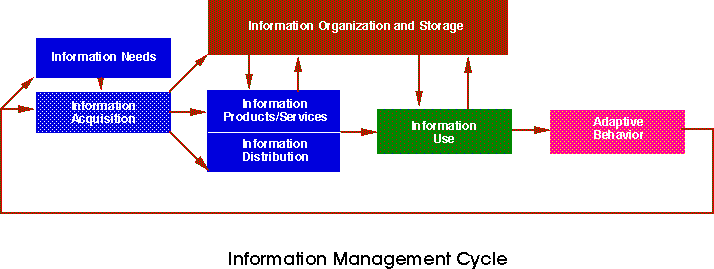 Information Organization and Storage
Information Needs
Information
Acquisition
Information
Products/Services
Information
Distribution
Information
Use
Adaptive
Behavior
Information Management Cycle